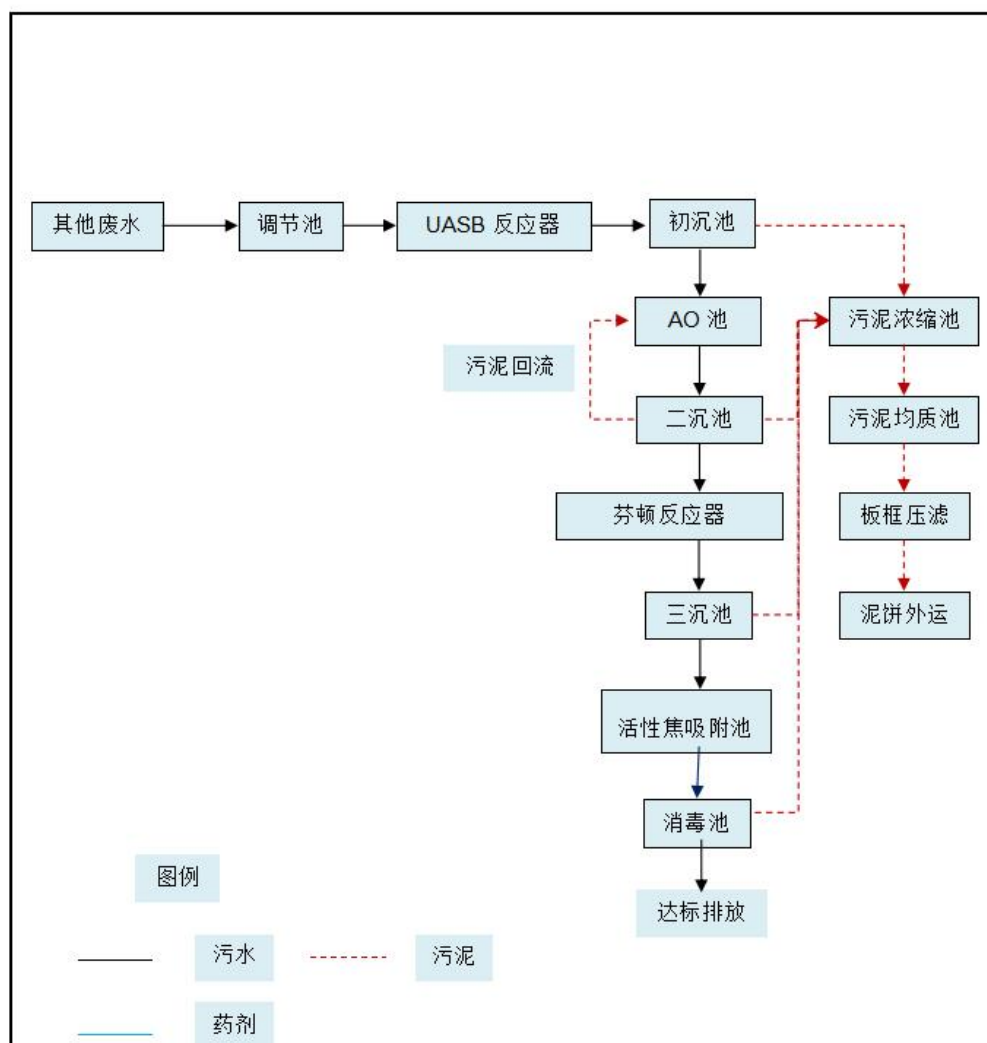 其他废水
调节池
UASB 反应器
初沉池
AO 池
污泥浓缩池
污泥回流
二沉池
污泥均质池
芬顿反应器
板框压滤
三沉池
泥饼外运
活性焦吸附池
消毒池
图例
达标排放
污水
污泥
药剂